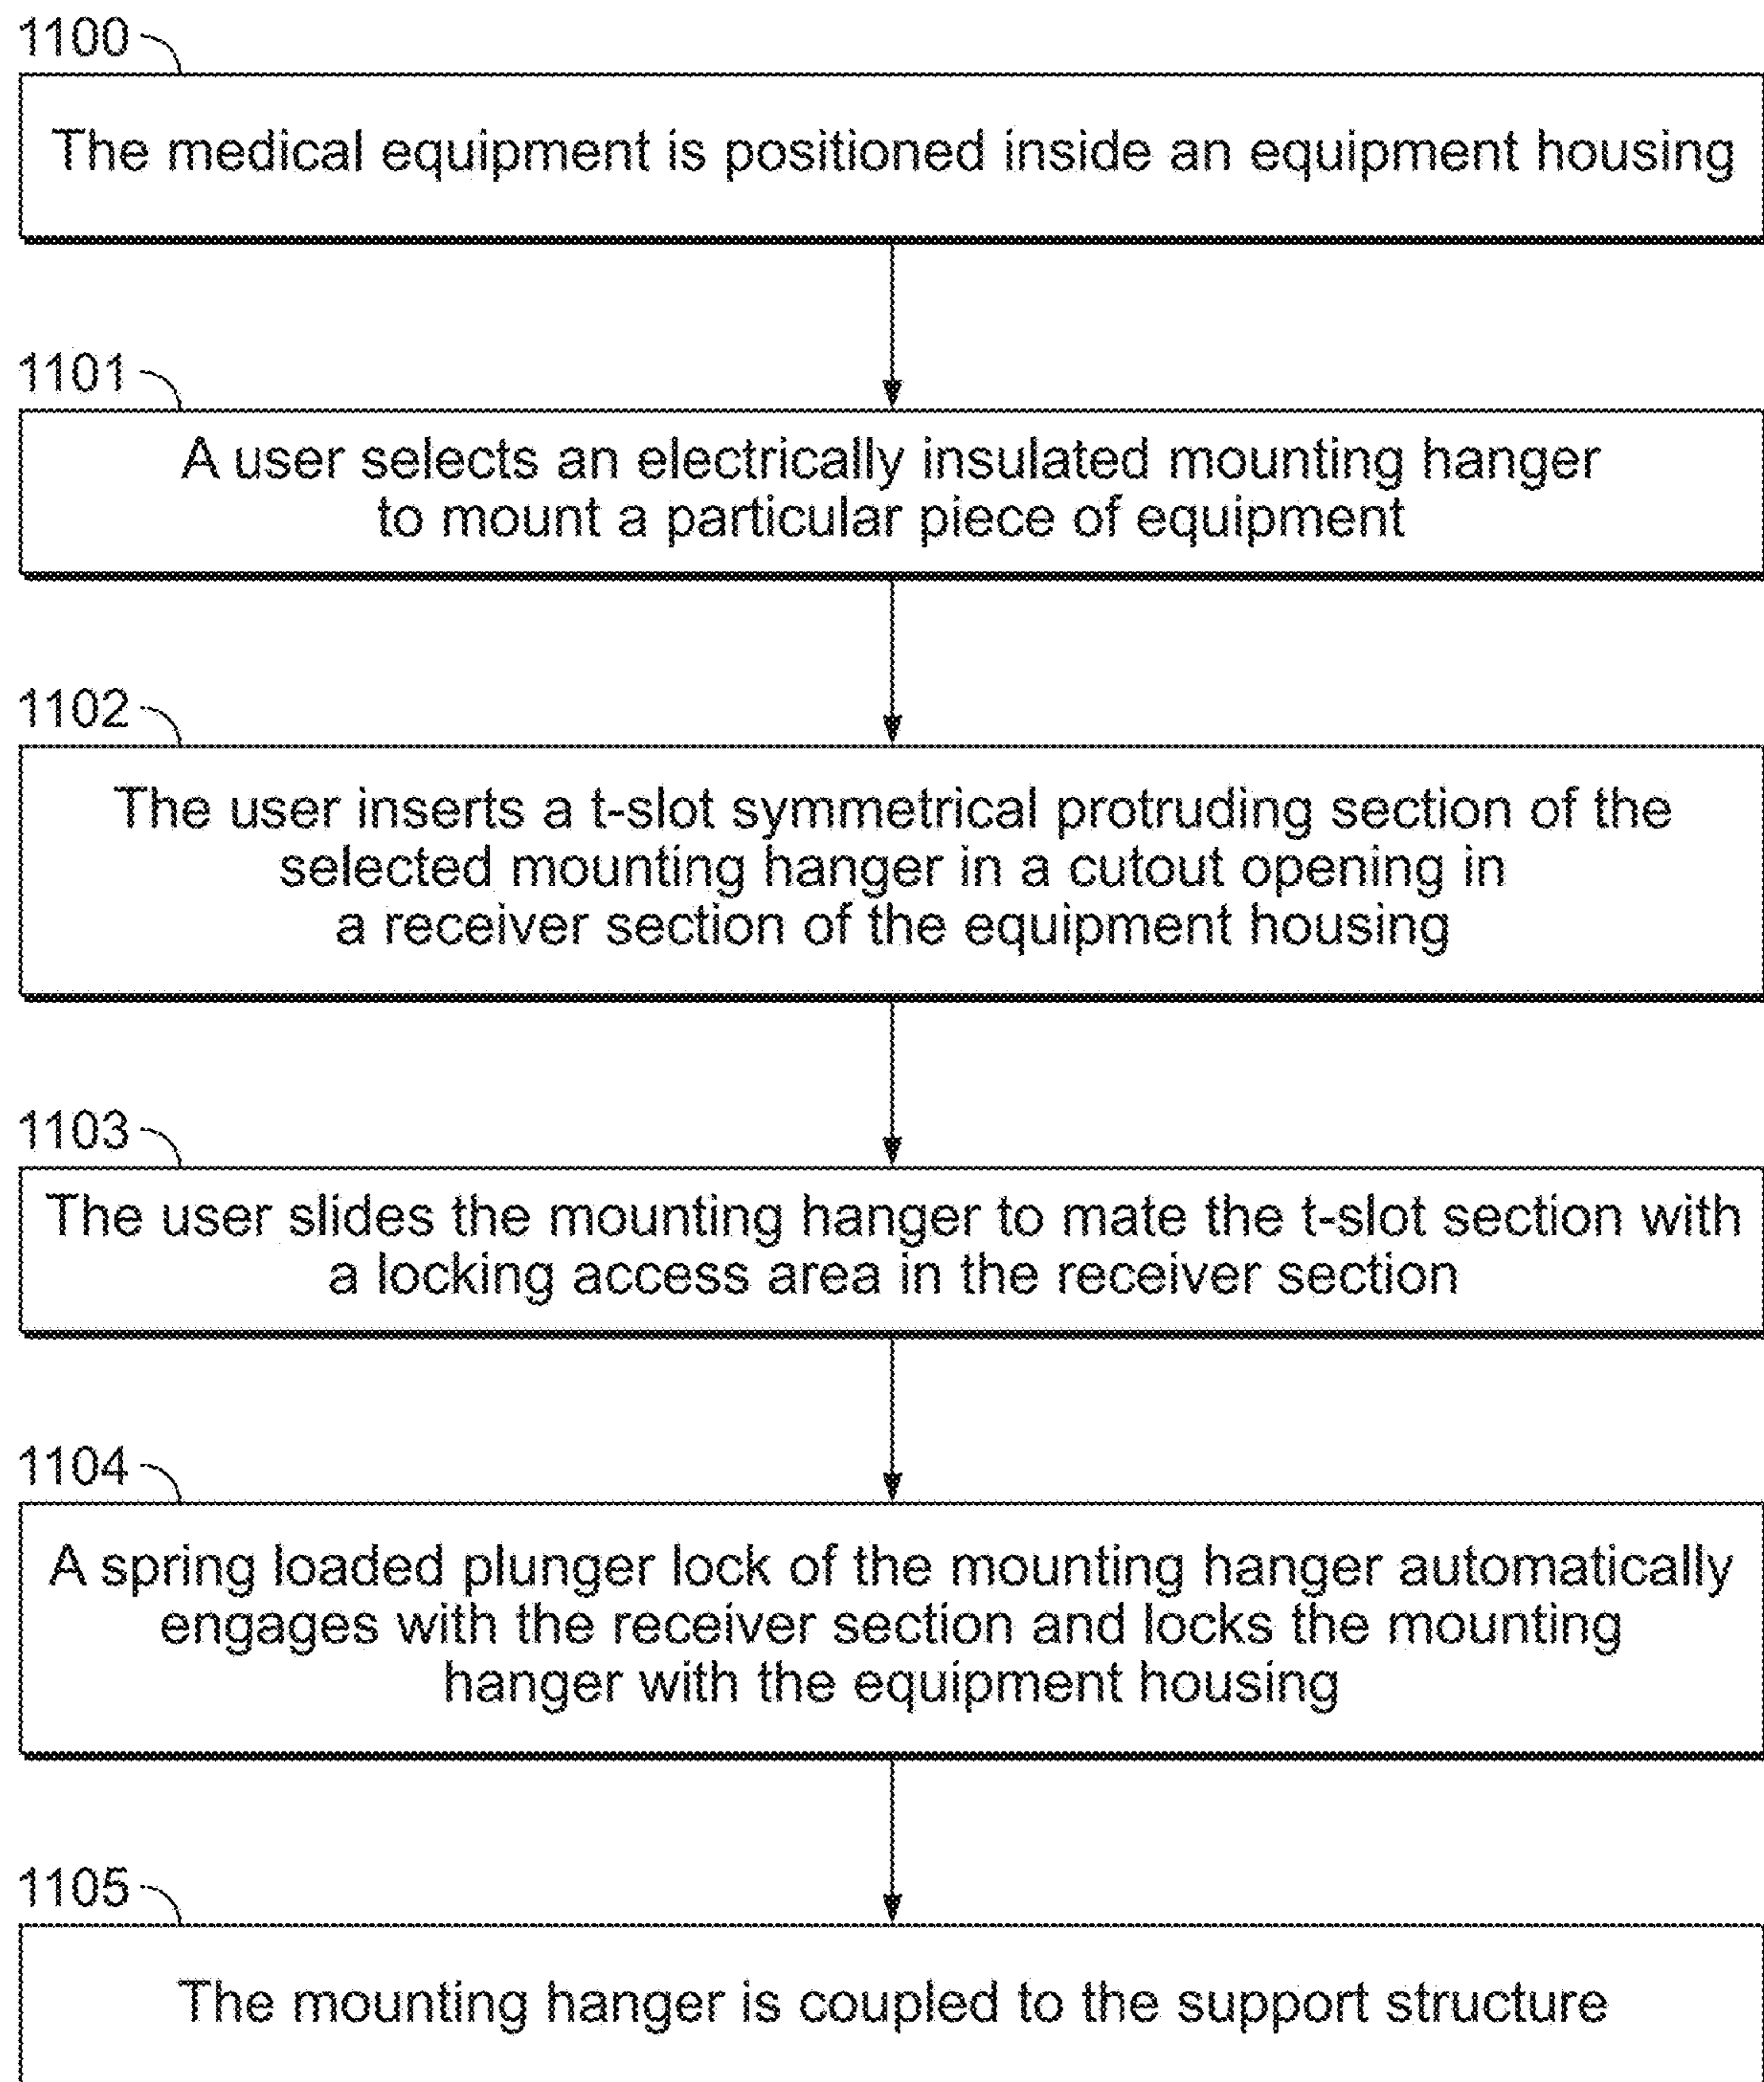 1100
The medical equipment is positioned inside an equipment housing
1101
A user selects an electrically insulated mounting hanger
to mount a particular piece of equipment
1102
The user inserts a t-slot symmetrical protruding section of the
selected mounting hanger in a cutout opening in
a receiver section of the equipment housing
1103
The user slides the mounting hanger to mate the t-slot section with
a locking access area in the receiver section
1104
A spring loaded plunger lock of the mounting hanger automatically
engages with the receiver section and locks the mounting
hanger with the equipment housing
1105
The mounting hanger is coupled to the support structure